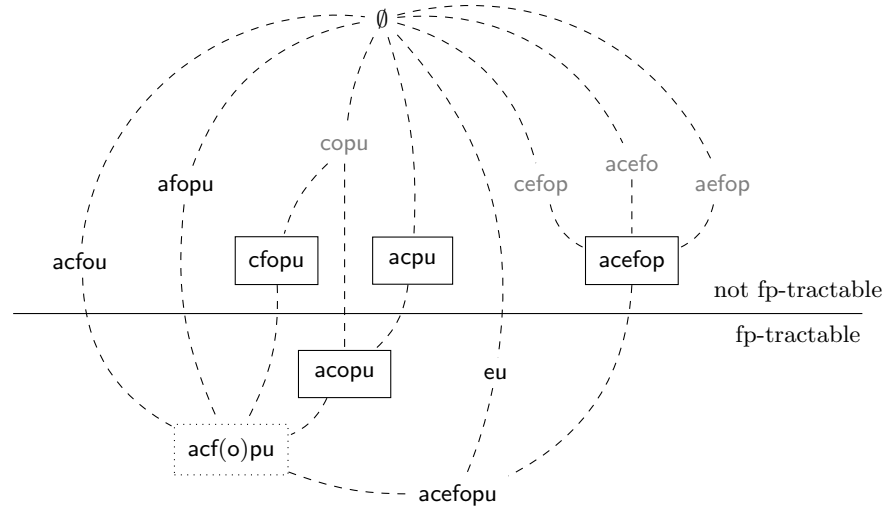 ∅
copu
acefo
afopu
cefop
aefop
acfou
cfopu
acpu
acefop
not fp-tractable
fp-tractable
acopu
eu
acf(o)pu
acefopu